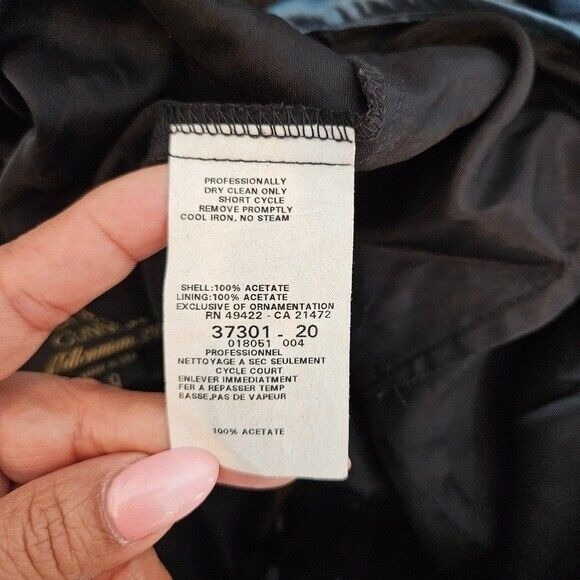 PROFESSIONALLY
DRY CLEAN ONLY
SHORT CYCLE
REMOVE PROMPTLY
COOL IRON, NO STEAM
SHELL:100% ACETATE
LINING:100% ACETATE
EXCLUSIVE OF ORNAMENTATION
RN 49422 - CA 21472
37301 - 20
018051 004
PROFESSIONNEL
NETTOYAGE A SEC SEULEMENT
CYCLE COURT
ENLEVER IMMEDIATMENT
FER A REPASSER TEMP
BASSE,PAS DE VAPEUR
100% ACETATE